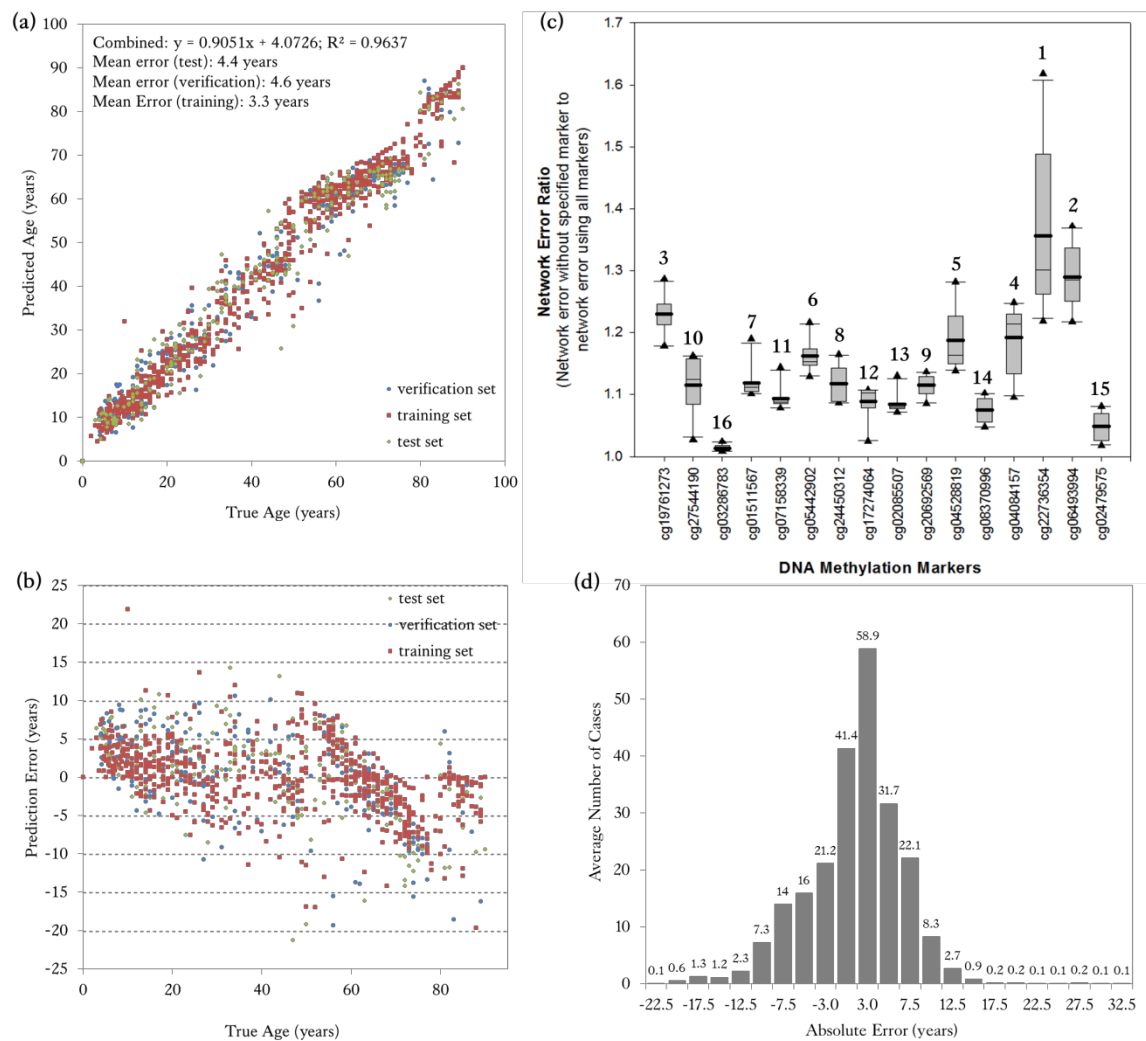 (a)
100
90
80
70
60
50
40
30
20
10
0
Predicted Age (years)
Combined: y = 0.9051x + 4.0726; R² = 0.9637
Mean error (test): 4.4 years
Mean error (verification): 4.6 years
Mean Error (training): 3.3 years
verification set
training set
test set
0 20 40 60 80 100
True Age (years)
(c)
1.7
1.6
1.5
1.4
1.3
1.2
1.1
1.0
Network Error Ratio
(Network error without specified marker to
network error using all markers)
3
10
16
7
11
6
8
12
13
9
5
14
4
1
2
15
cg19761273
cg27544190
cg03286783
cg01511567
cg07158339
cg05442902
cg24450312
cg17274064
cg02085507
cg20692569
cg04528819
cg08370996
cg04084157
cg22736354
cg06493994
cg02479575
DNA Methylation Markers
(b)
25
20
15
10
5
0
-5
-10
-15
-20
-25
Prediction Error (years)
test set
verification set
training set
0 20 40 60 80
True Age (years)
(d)
70
60
50
40
30
20
10
0
Average Number of Cases
0.1 0.6 1.3 1.2 2.3 7.3 14 16 21.2 41.4 58.9 31.7 22.1 8.3 2.7 0.9 0.2 0.2 0.1 0.1 0.2 0.1 0.1
-22.5 -17.5 -12.5 -7.5 -3.0 3.0 7.5 12.5 17.5 22.5 27.5 32.5
Absolute Error (years)